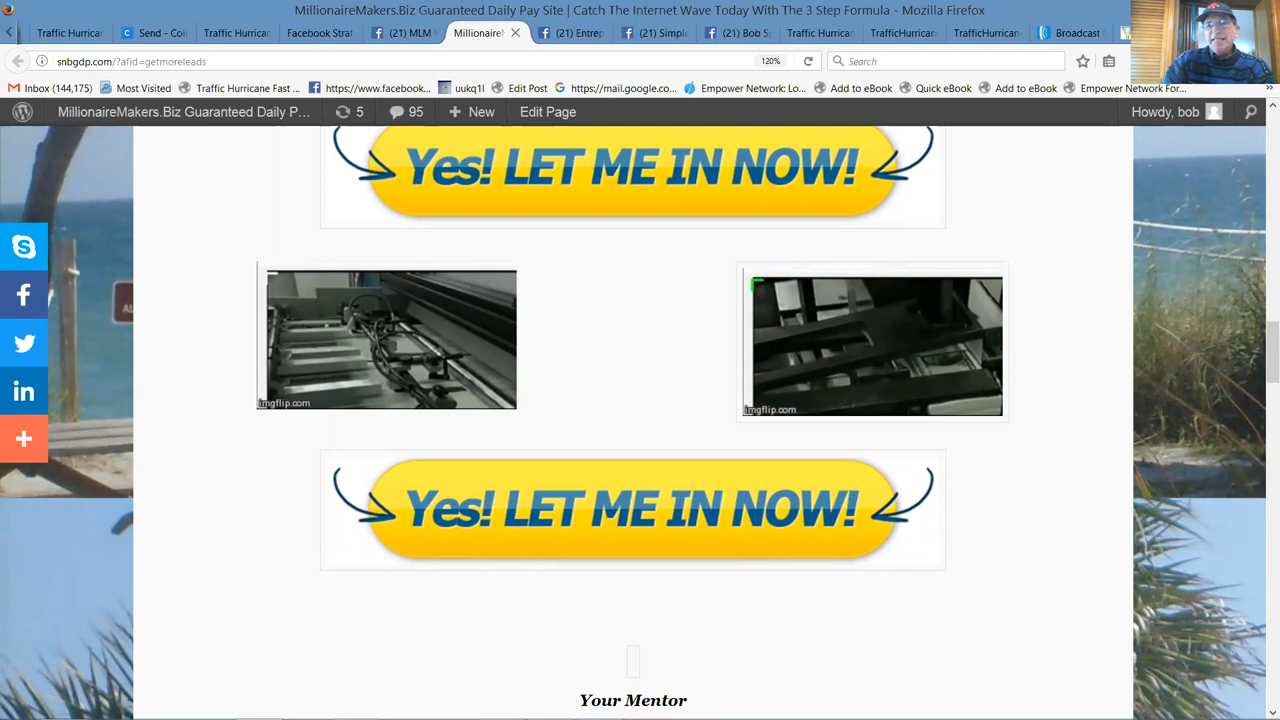 MillionaireMakers.Biz Guaranteed Daily Pay Site | Catch The Internet Wave Today With The 3 Step Formula - Mozilla Firefox
Traffic Hurrican
Send - Coi
Traffic Hurrican
Facebook Strat
(21) MLM
Millionaire
(21) Entrep
(21) Simple
(21) Bob S
Traffic Hurrican
TrafficHurrican
TrafficHurrican
Broadcast
snbgdp.com/?afid=getmoreleads
120%
Search
Inbox (144,175)
Most Visited
Traffic Hurricane Fast ...
https://www.facebook...
uukq1l
Edit Post
https://mail.google.co...
Empower Network: Lo...
Add to eBook
Quick eBook
Add to eBook
Empower Network For...
MillionaireMakers.Biz Guaranteed Daily P...
5
95
+ New
Edit Page
Howdy, bob
Yes! LET ME IN NOW!
imgflip.com
imgflip.com
Yes! LET ME IN NOW!
Your Mentor